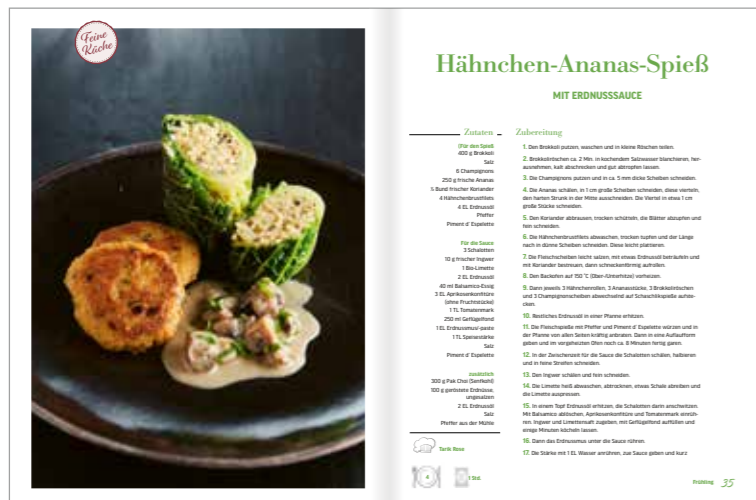 Feine
Küche
Hähnchen-Ananas-Spieß
MIT ERDNUSSSAUCE
Zutaten
(Für den Spieß
400 g Brokkoli
Salz
6 Champignons
250 g frische Ananas
½ Bund frischer Koriander
4 Hähnchenbrustfilets
4 EL Erdnussöl
Pfeffer
Piment d´Espelette
Für die Sauce
3 Schalotten
10 g frischer Ingwer
1 Bio-Limette
2 EL Erdnussöl
40 ml Balsamico-Essig
3 EL Aprikosenkonfitüre
(ohne Fruchtstücke)
1 TL Tomatenmark
250 ml Geflügelfond
1 EL Erdnussmus/-paste
1 TL Speisestärke
Salz
Piment d´Espelette
zusätzlich
300 g Pak Choi (Senfkohl)
100 g geröstete Erdnüsse,
ungesalzen
2 EL Erdnussöl
Salz
Pfeffer aus der Mühle
Tarik Rose
4
1 Std.
Zubereitung
1. Den Brokkoli putzen, waschen und in kleine Röschen teilen.
2. Brokkoliröschen ca. 2 Min. in kochendem Salzwasser blanchieren, her-
ausnehmen, kalt abschrecken und gut abtropfen lassen.
3. Die Champignons putzen und in ca. 5 mm dicke Scheiben schneiden.
4. Die Ananas schälen, in 1 cm große Scheiben schneiden, diese vierteln,
den harten Strunk in der Mitte ausschneiden. Die Viertel in etwa 1 cm
große Stücke schneiden.
5. Den Koriander abbrausen, trocken schütteln, die Blätter abzupfen und
fein schneiden.
6. Die Hähnchenbrustfilets abwaschen, trocken tupfen und der Länge
nach in dünne Scheiben schneiden. Diese leicht plattieren.
7. Die Fleischscheiben leicht salzen, mit etwas Erdnussöl beträufeln und
mit Koriander bestreuen, dann schneckenförmig aufrollen.
8. Den Backofen auf 150 °C (Ober-/Unterhitze) vorheizen.
9. Dann jeweils 3 Hähnchenrollen, 3 Ananasstücke, 3 Brokkoliröschen
und 3 Champignonscheiben abwechselnd auf Schaschlikspieße aufste-
cken.
10. Restliches Erdnussöl in einer Pfanne erhitzen.
11. Die Fleischspieße mit Pfeffer und Piment d´Espelette würzen und in
der Pfanne von allen Seiten kräftig anbraten. Dann in eine Auflaufform
geben und im vorgeheizten Ofen noch ca. 8 Minuten fertig garen.
12. In der Zwischenzeit für die Sauce die Schalotten schälen, halbieren
und in feine Streifen schneiden.
13. Den Ingwer schälen und fein schneiden.
14. Die Limette heiß abwaschen, abtrocknen, etwas Schale abreiben und
die Limette auspressen.
15. In einem Topf Erdnussöl erhitzen, die Schalotten darin anschwitzen.
Mit Balsamico ablöschen, Aprikosenkonfitüre und Tomatenmark einrüh-
ren. Ingwer und Limettensaft zugeben, mit Geflügelfond auffüllen und
einige Minuten köcheln lassen.
16. Dann das Erdnussmus unter die Sauce rühren.
17. Die Stärke mit 1 EL Wasser anrühren, zue Sauce geben und kurz
Frühling 35